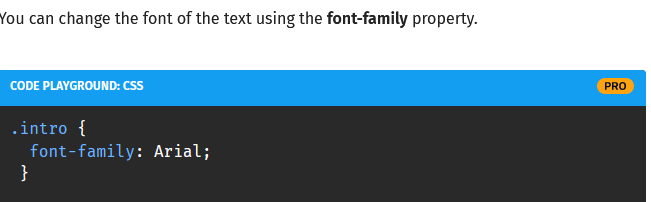 You can change the font of the text using the font-family property.
CODE PLAYGROUND: CSS
PRO
.intro {
font-family: Arial;
}